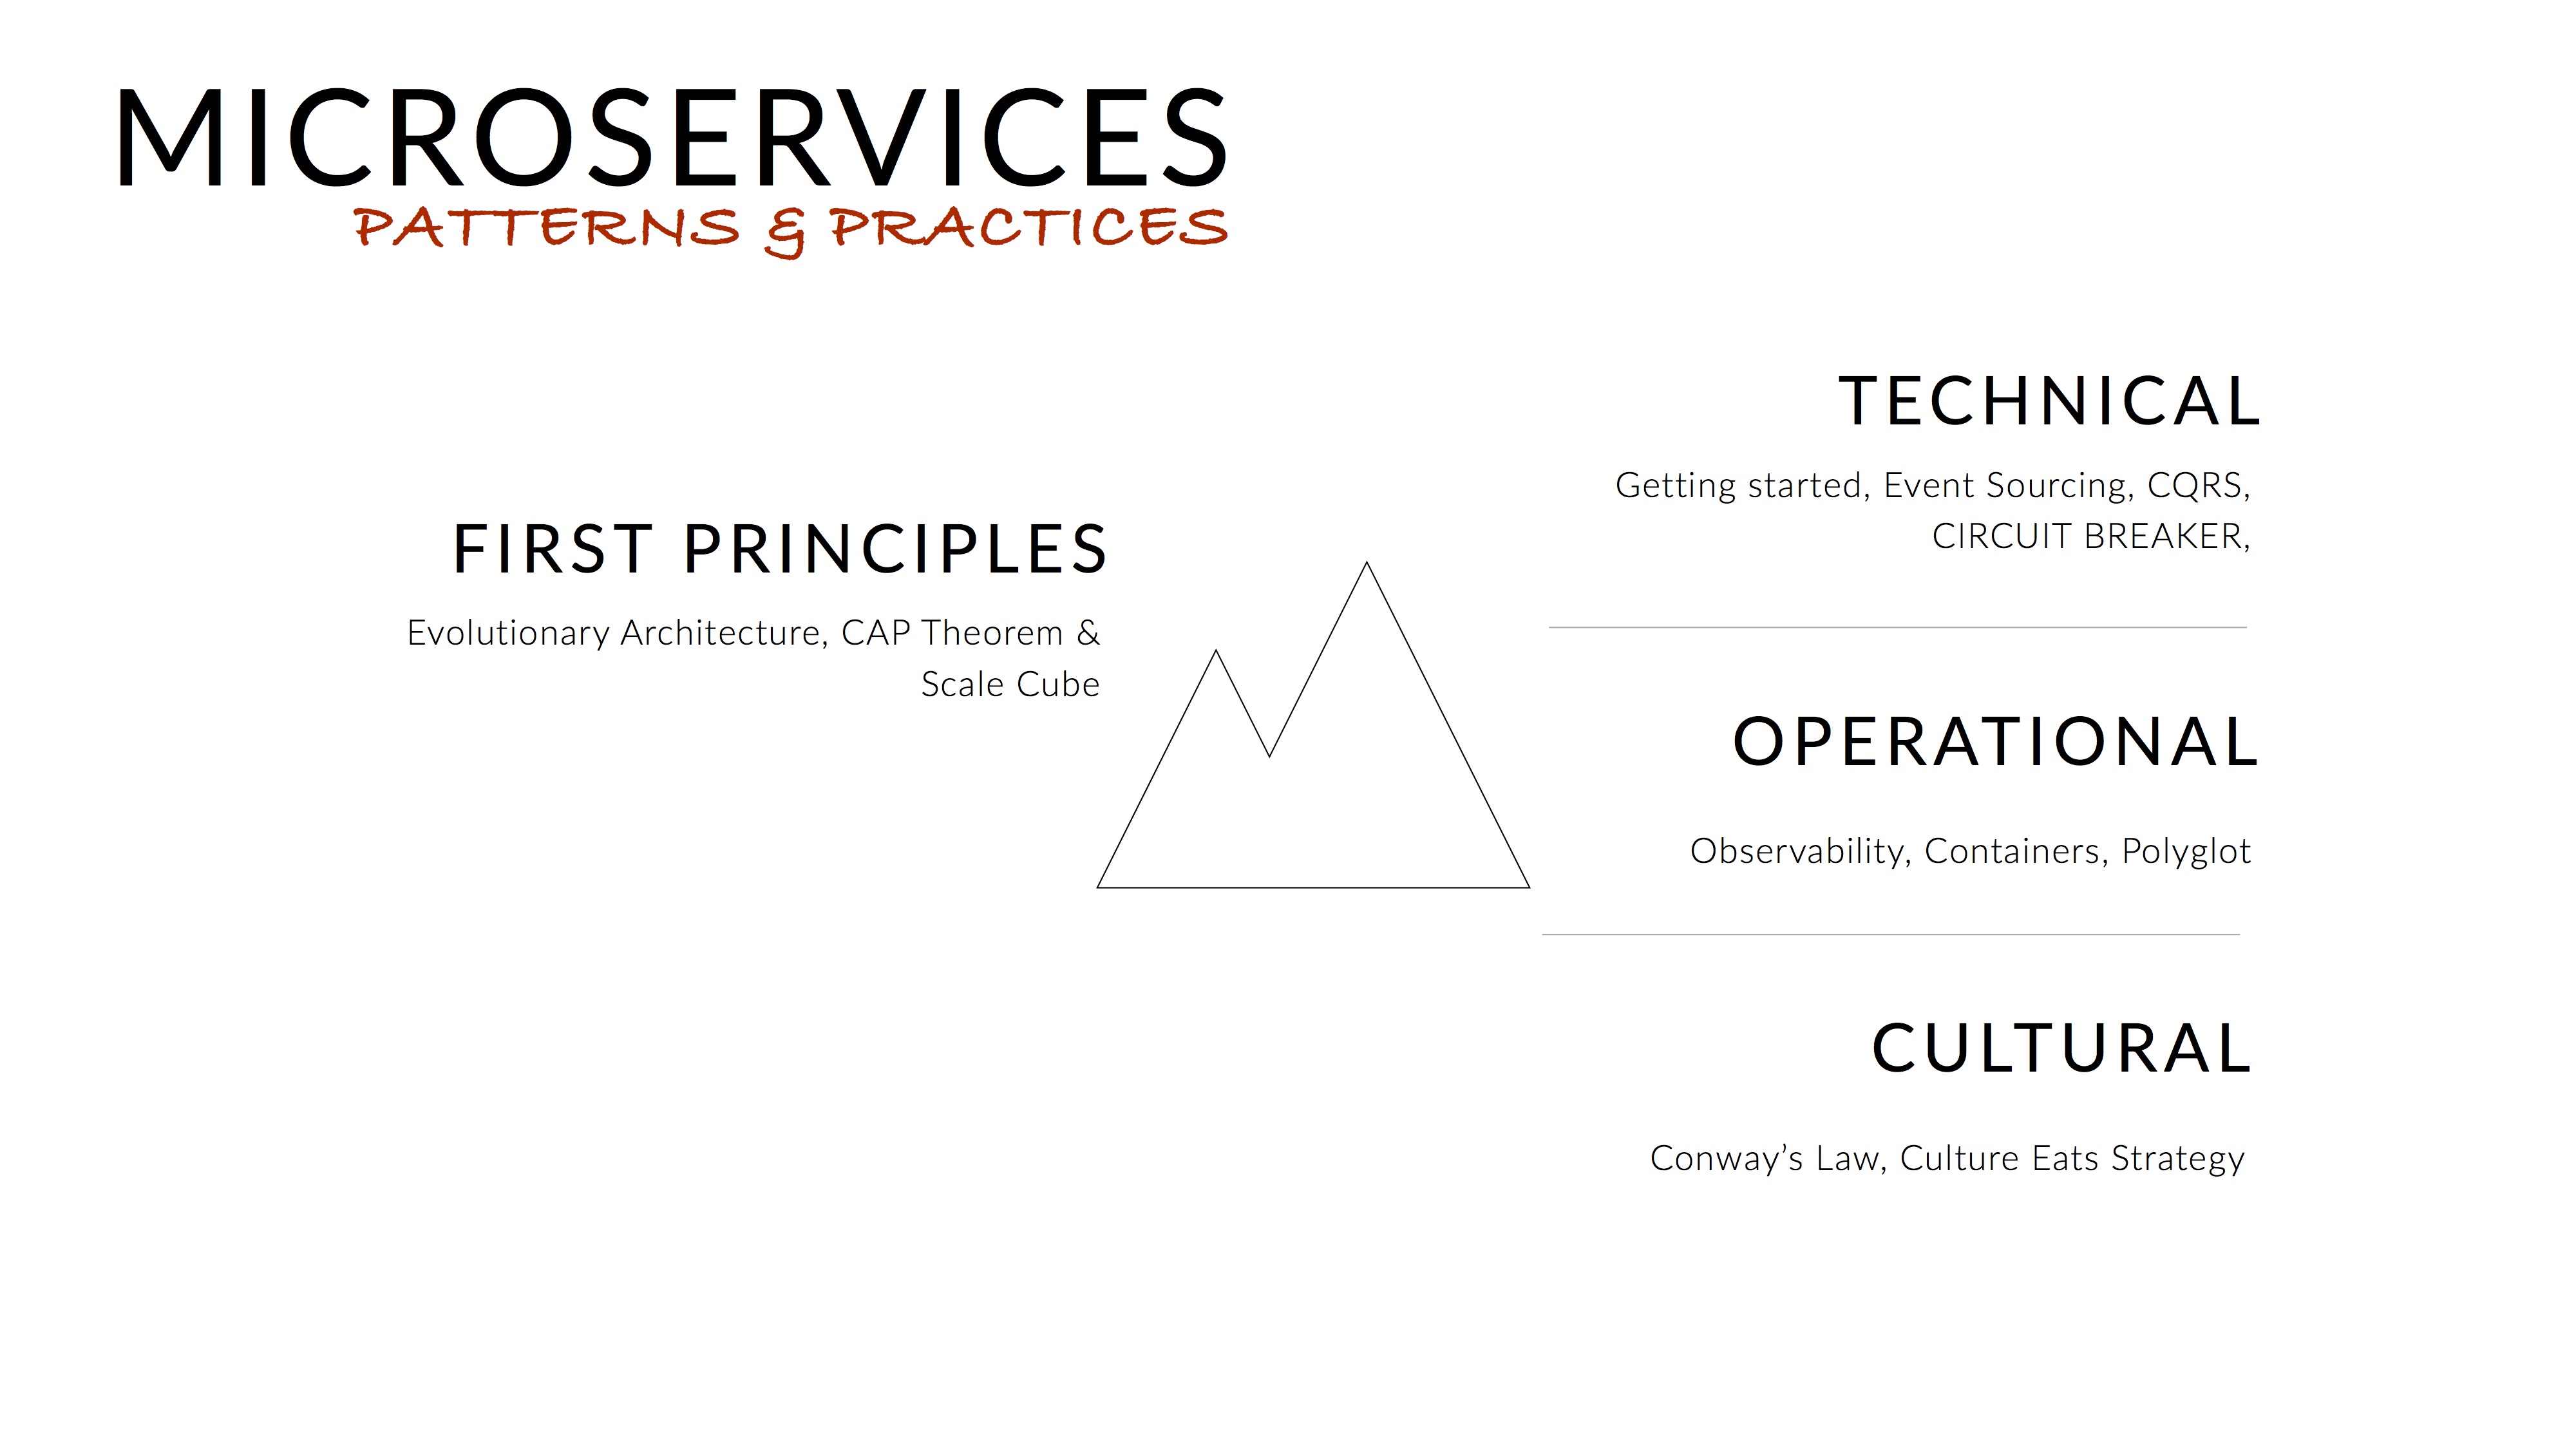 MICROSERVICES
PATTERNS & PRACTICES
FIRST PRINCIPLES
Evolutionary Architecture, CAP Theorem &
Scale Cube
TECHNICAL
Getting started, Event Sourcing, CQRS,
CIRCUIT BREAKER,
OPERATIONAL
Observability, Containers, Polyglot
CULTURAL
Conway’s Law, Culture Eats Strategy